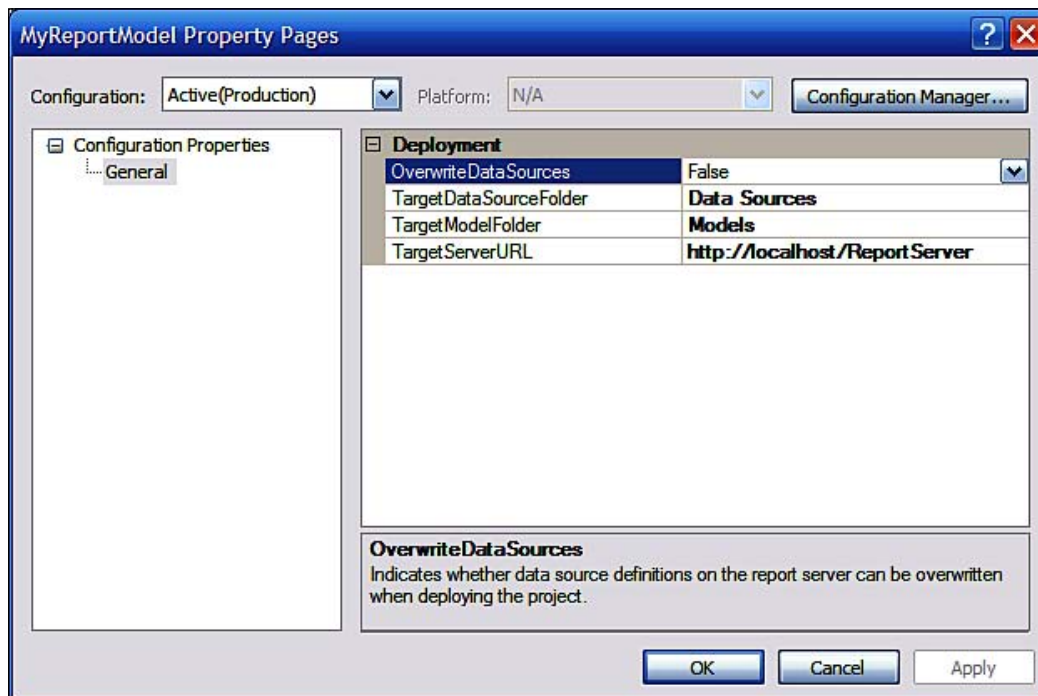 MyReportModel Property Pages
Configuration: Active(Production) Platform: N/A Configuration Manager...
Configuration Properties
General
Deployment
OverwriteDataSources False
TargetDataSourceFolder Data Sources
TargetModelFolder Models
TargetServerURL http://localhost/ReportServer
OverwriteDataSources
Indicates whether data source definitions on the report server can be overwritten
when deploying the project.
OK Cancel Apply